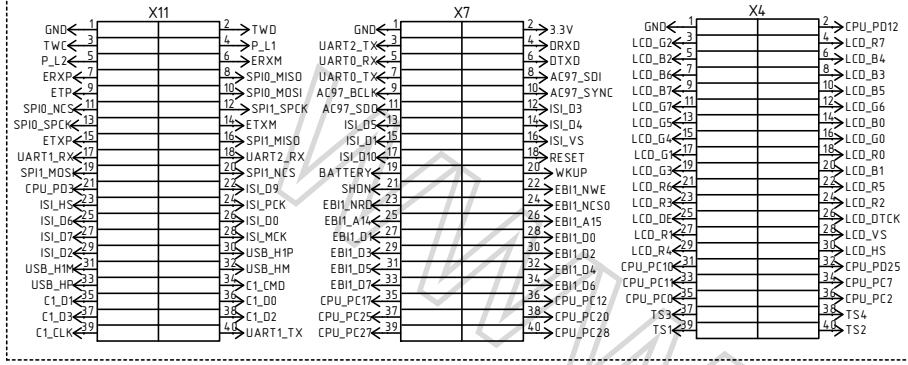 X11
GND 1 2 TWD
TWC 3 4 P_L1
P_L2 5 6 ERXM
ERXP 7 8 SPI0_MISO
ETP 9 10 SPI0_MOSI
SPI0_NCS 11 12 SPI1_SPCK
SPI0_SPCK 13 14 ETXM
ETXP 15 16 SPI1_MISO
UART1_RX 17 18 UART2_RX
SPI1_MOSI 19 20 SPI1_NCS
CPU_PD3 21 22 ISI_D9
ISI_HS 23 24 ISI_PCK
ISI_D6 25 26 ISI_D0
ISI_D7 27 28 ISI_MCK
ISI_D2 29 30 USB_H1P
USB_H1M 31 32 USB_HM
USB_HP 33 34 C1_CMD
C1_D1 35 36 C1_D0
C1_D3 37 38 C1_D2
C1_CLK 39 40 UART1_TX
X7
GND 1 2 3.3V
UART2_TX 3 4 DRXD
UART0_RX 5 6 DTXD
UART0_TX 7 8 AC97_SDI
AC97_BCLK 9 10 AC97_SYNC
AC97_SDO 11 12 ISI_D3
ISI_D5 13 14 ISI_D4
ISI_D1 15 16 ISI_VS
ISI_D10 17 18 RESET
BATTERY 19 20 WKUP
SHDN 21 22 EBI1_NWE
EBI1_NRD 23 24 EBI1_NCS0
EBI1_A14 25 26 EBI1_A15
EBI1_D1 27 28 EBI1_D0
EBI1_D3 29 30 EBI1_D2
EBI1_D5 31 32 EBI1_D4
EBI1_D7 33 34 EBI1_D6
CPU_PC17 35 36 CPU_PC12
CPU_PC25 37 38 CPU_PC20
CPU_PC27 39 40 CPU_PC28
X4
GND 1 2 CPU_PD12
LCD_G2 3 4 LCD_R7
LCD_B2 5 6 LCD_B4
LCD_B6 7 8 LCD_B3
LCD_B7 9 10 LCD_B5
LCD_G7 11 12 LCD_G6
LCD_G5 13 14 LCD_B0
LCD_G4 15 16 LCD_G0
LCD_G1 17 18 LCD_R0
LCD_G3 19 20 LCD_B1
LCD_R6 21 22 LCD_R5
LCD_R3 23 24 LCD_R2
LCD_DE 25 26 LCD_DTCK
LCD_R1 27 28 LCD_VS
LCD_R4 29 30 LCD_HS
CPU_PC10 31 32 CPU_PD25
CPU_PC11 33 34 CPU_PC7
CPU_PC0 35 36 CPU_PC2
TS3 37 38 TS4
TS1 39 40 TS2